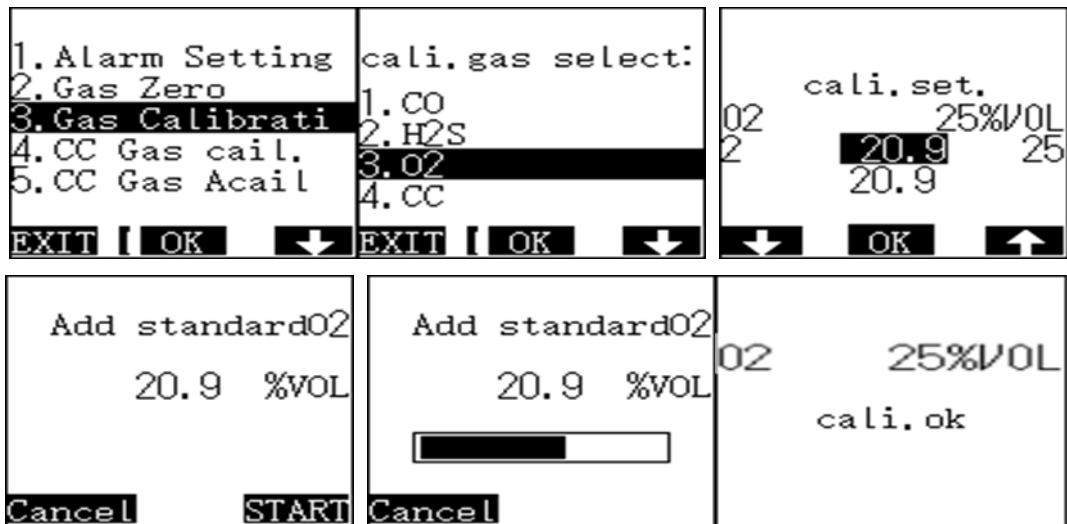 1.Alarm Setting
2.Gas Zero
3.Gas Calibrati
4.CC Gas cail.
5.CC Gas Acail
EXIT [ OK ↓
cali.gas select:
1.CO
2.H2S
3.O2
4.CC
EXIT [ OK ↓
cali.set.
O2 25%VOL
2 20.9 25
20.9
↓ OK ↑
Add standardO2
20.9 %VOL
Cancel START
Add standardO2
20.9 %VOL
Cancel
O2 25%VOL
cali.ok